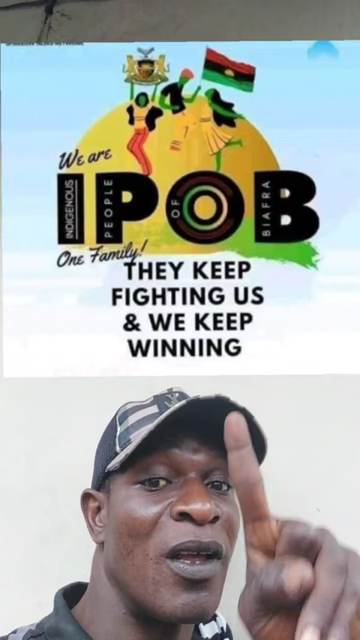 We are
INDIGENOUS
PEOPLE
OF
BIAFRA
IPOB
One Family!
THEY KEEP
FIGHTING US
& WE KEEP
WINNING